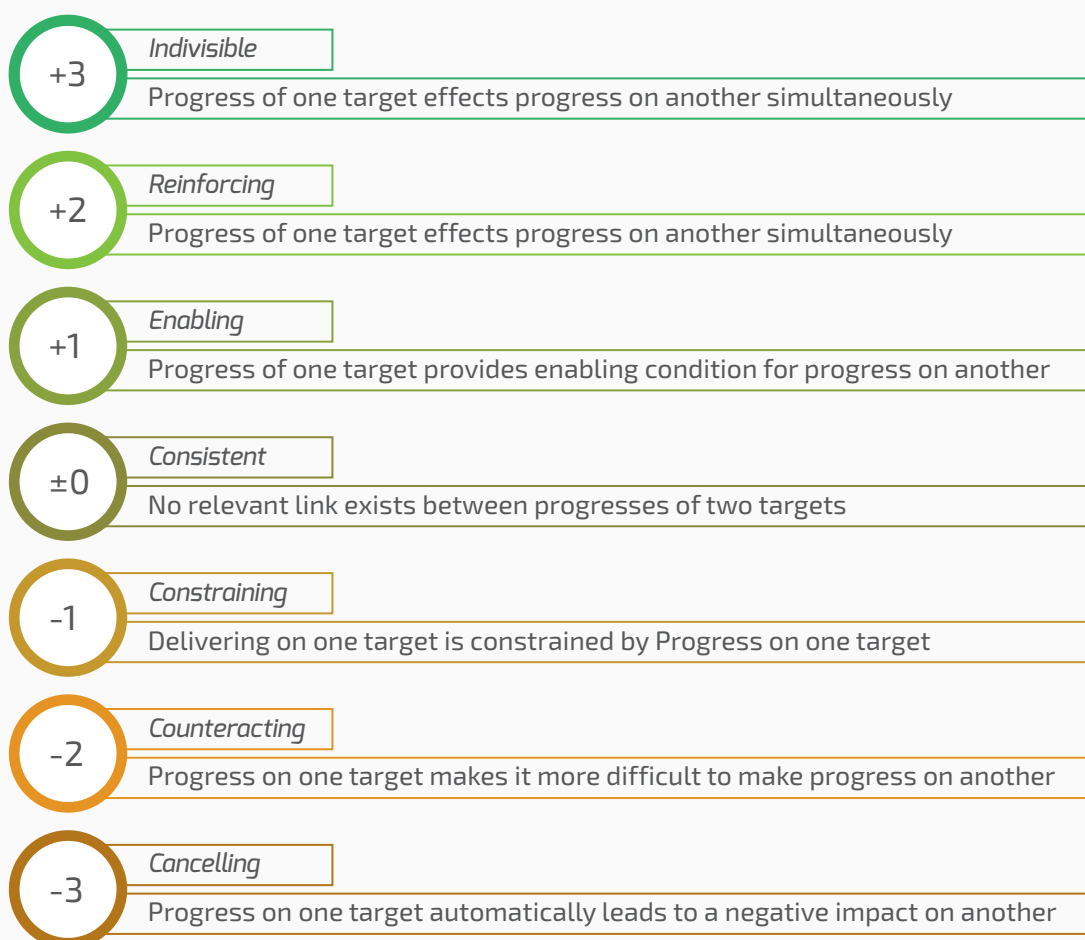 +3
Indivisible
Progress of one target effects progress on another simultaneously
+2
Reinforcing
Progress of one target effects progress on another simultaneously
+1
Enabling
Progress of one target provides enabling condition for progress on another
±0
Consistent
No relevant link exists between progresses of two targets
-1
Constraining
Delivering on one target is constrained by Progress on one target
-2
Counteracting
Progress on one target makes it more difficult to make progress on another
-3
Cancelling
Progress on one target automatically leads to a negative impact on another